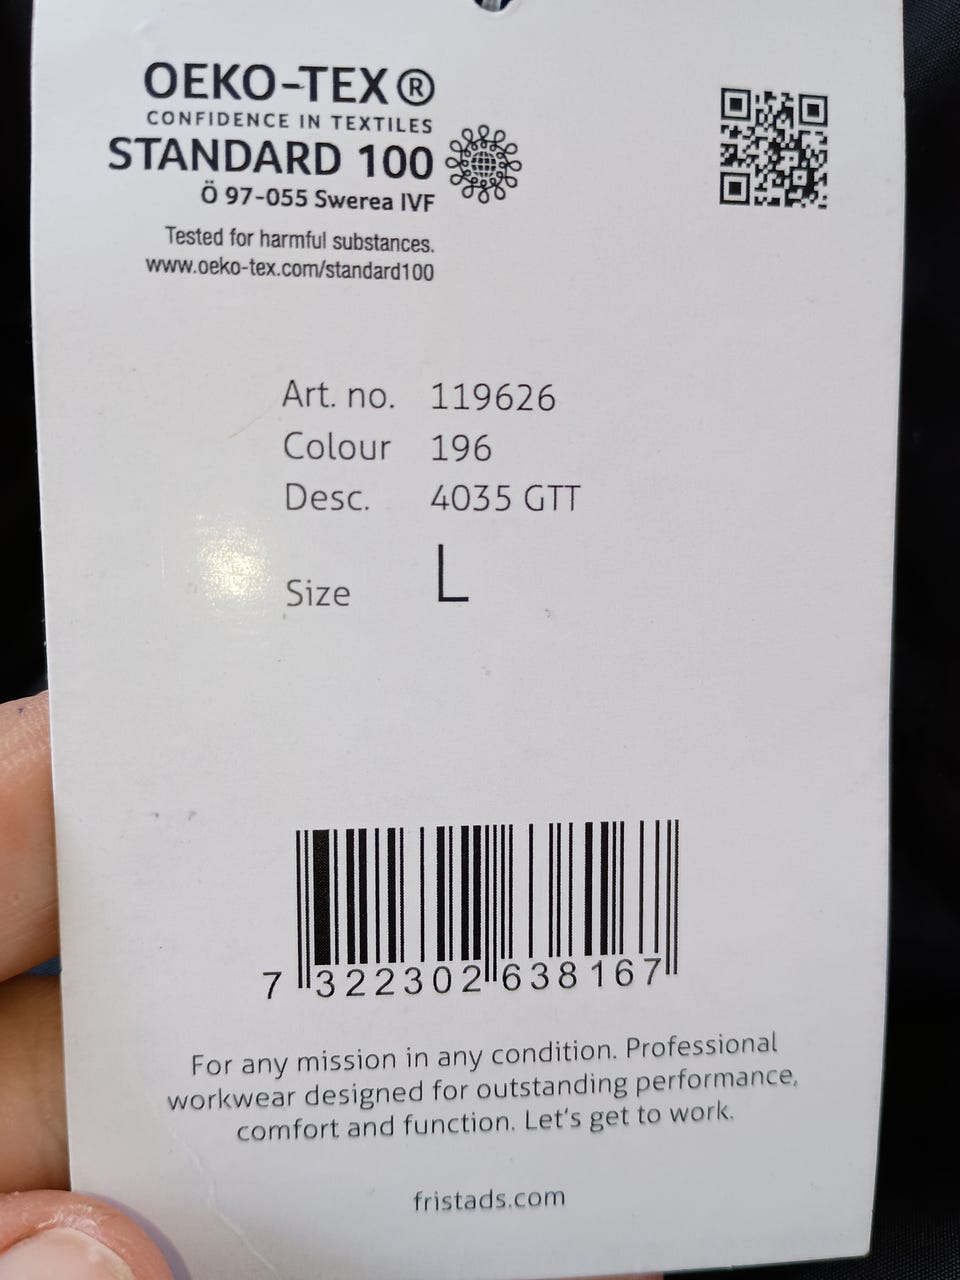 OEKO-TEX®
CONFIDENCE IN TEXTILES
STANDARD 100
Ö 97-055 Swerea IVF
Tested for harmful substances.
www.oeko-tex.com/standard100
Art. no. 119626
Colour 196
Desc. 4035 GTT
Size L
7 322302 638167
For any mission in any condition. Professional
workwear designed for outstanding performance,
comfort and function. Let's get to work.
fristads.com